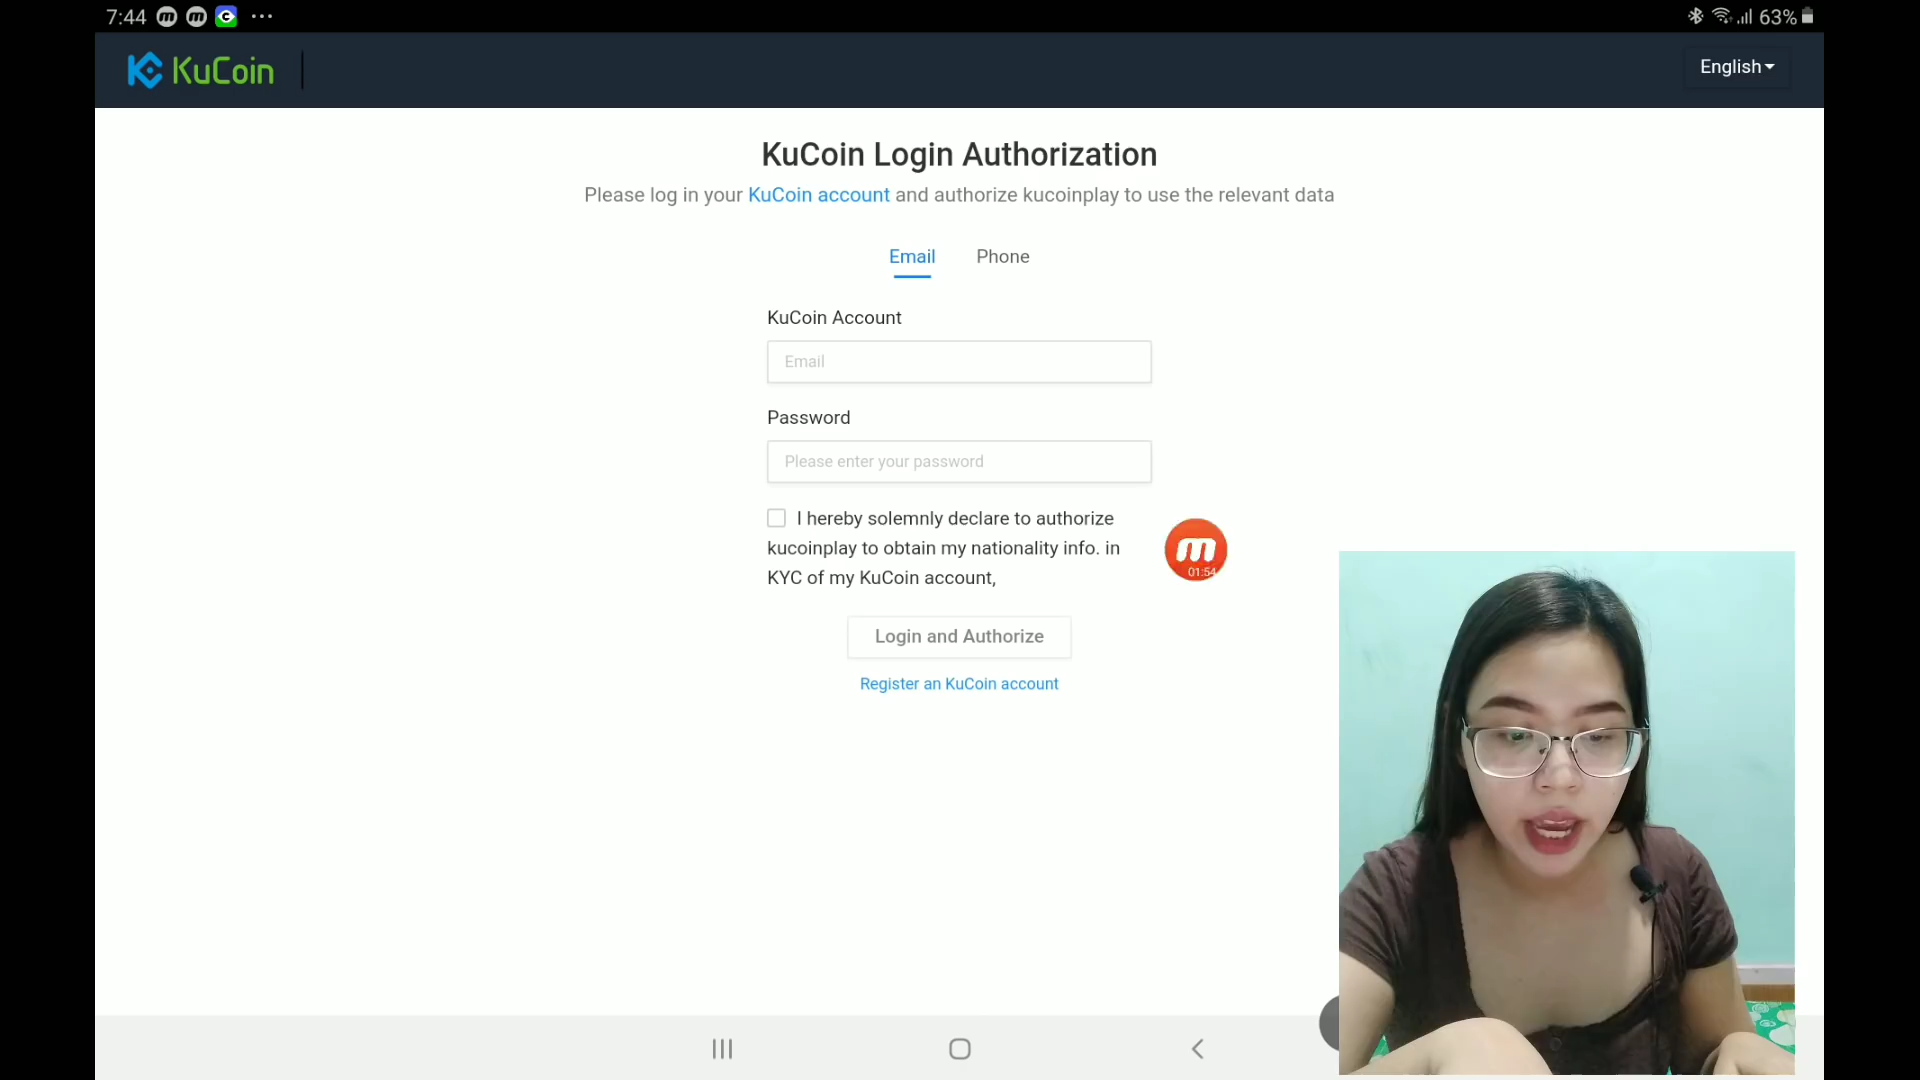 7:44
63%
KuCoin
English
KuCoin Login Authorization
Please log in your KuCoin account and authorize kucoinplay to use the relevant data
Email Phone
KuCoin Account
Email
Password
Please enter your password
I hereby solemnly declare to authorize
kucoinplay to obtain my nationality info. in
KYC of my KuCoin account,
m
01:54
Login and Authorize
Register an KuCoin account